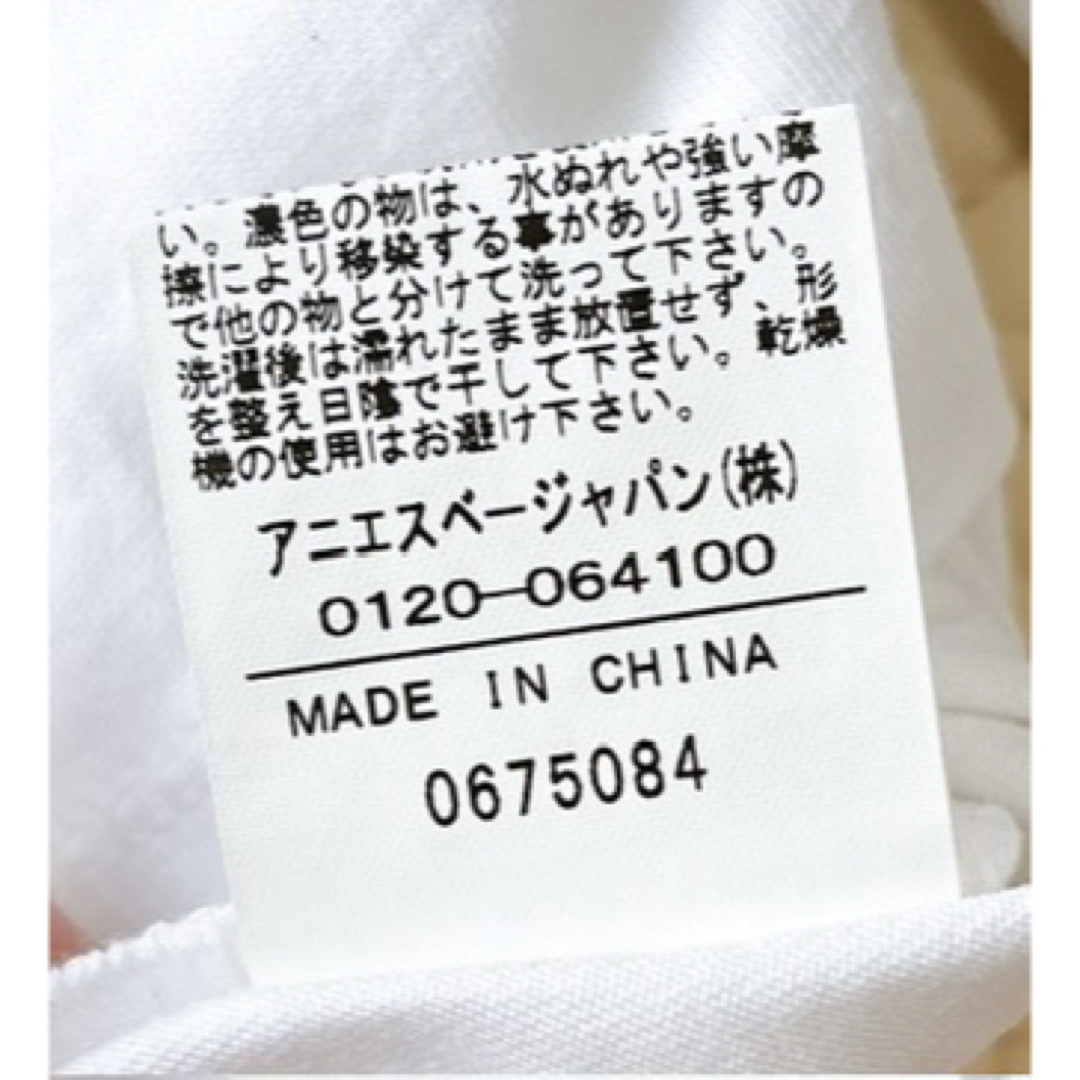 い。濃色の物は、水ぬれや強い摩
擦により移染する事がありますの
で他の物と分けて洗って下さい。
洗濯後は濡れたまま放置せず、形
を整え日陰で干して下さい。乾燥
機の使用はお避け下さい。
アニエスベージャパン(株)
0120-064100
MADE IN CHINA
0675084